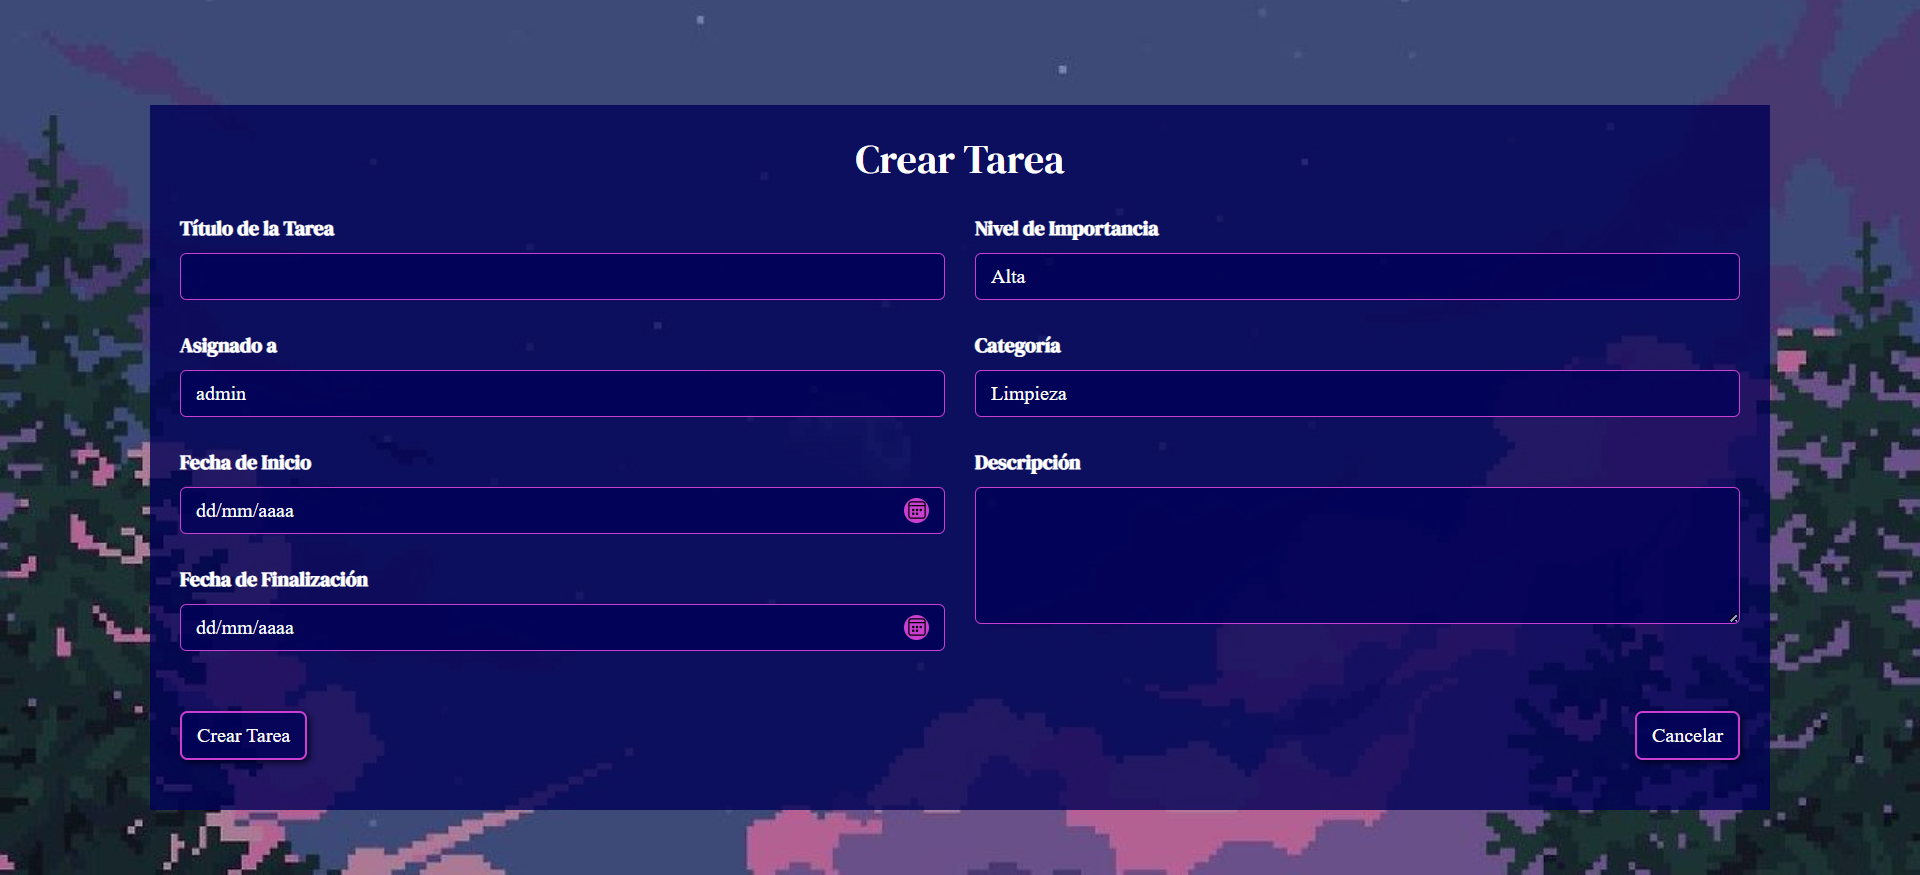 Crear Tarea
Título de la Tarea
Nivel de Importancia
Alta
Asignado a
admin
Categoría
Limpieza
Fecha de Inicio
dd/mm/aaaa
Descripción
Fecha de Finalización
dd/mm/aaaa
Crear Tarea
Cancelar